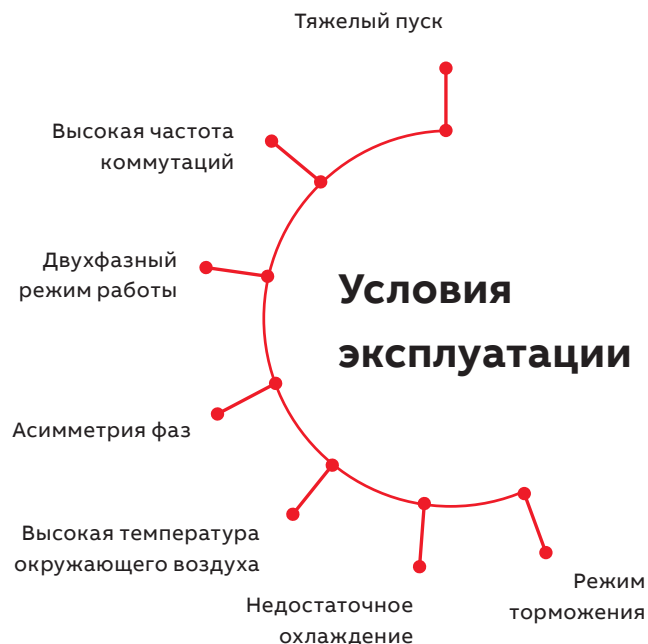 Тяжелый пуск
Высокая частота
коммутаций
Двухфазный
режим работы
Условия
эксплуатации
Асимметрия фаз
Высокая температура
окружающего воздуха
Недостаточное
охлаждение
Режим
торможения